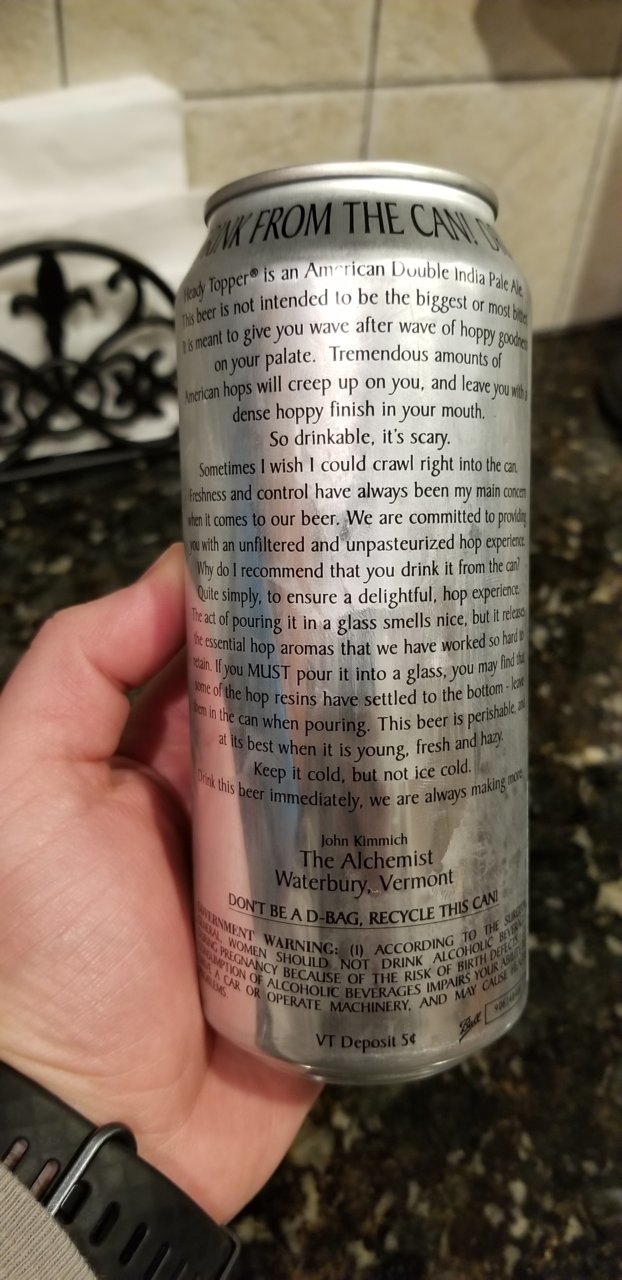 DRINK FROM THE CAN! D
Heady Topper® is an American Double India Pale Ale.
This beer is not intended to be the biggest or most bitter.
It is meant to give you wave after wave of hoppy goodness
on your palate. Tremendous amounts of
American hops will creep up on you, and leave you with a
dense hoppy finish in your mouth.
So drinkable, it's scary.
Sometimes I wish I could crawl right into the can.
Freshness and control have always been my main concern
when it comes to our beer. We are committed to providing
you with an unfiltered and unpasteurized hop experience.
Why do I recommend that you drink it from the can?
Quite simply, to ensure a delightful, hop experience.
The act of pouring it in a glass smells nice, but it releases
the essential hop aromas that we have worked so hard to
retain. If you MUST pour it into a glass, you may find that
some of the hop resins have settled to the bottom - leave
them in the can when pouring. This beer is perishable, and
at its best when it is young, fresh and hazy.
Keep it cold, but not ice cold.
Drink this beer immediately, we are always making more.
John Kimmich
The Alchemist
Waterbury, Vermont
DON'T BE A D-BAG, RECYCLE THIS CAN!
GOVERNMENT WARNING: (1) ACCORDING TO THE SURGEON
GENERAL, WOMEN SHOULD NOT DRINK ALCOHOLIC BEVERAGES
DURING PREGNANCY BECAUSE OF THE RISK OF BIRTH DEFECTS.
CONSUMPTION OF ALCOHOLIC BEVERAGES IMPAIRS YOUR ABILITY
A CAR OR OPERATE MACHINERY, AND MAY CAUSE
PROBLEMS.
Ball
VT Deposit 5¢